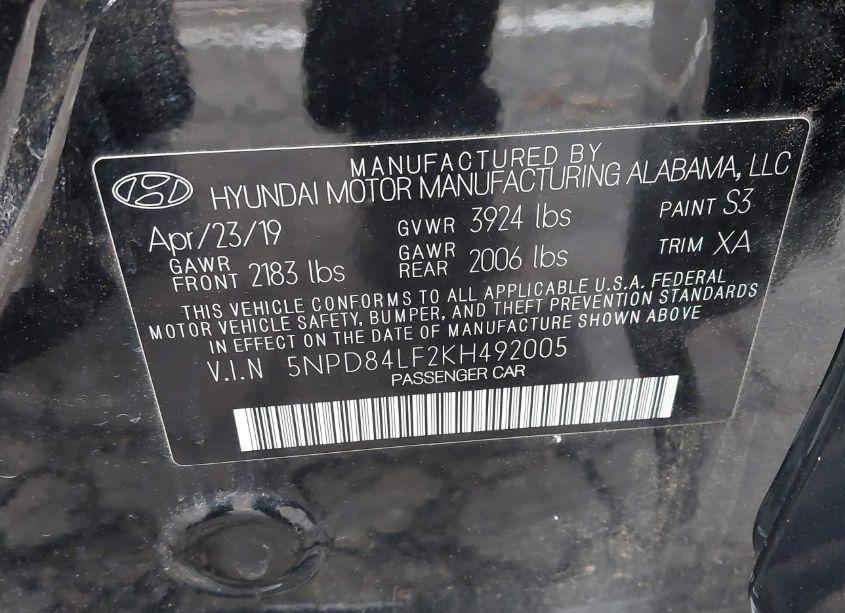 MANUFACTURED BY
HYUNDAI MOTOR MANUFACTURING ALABAMA, LLC
Apr/23/19 GVWR 3924 lbs PAINT S3
GAWR FRONT 2183 lbs GAWR REAR 2006 lbs TRIM XA
THIS VEHICLE CONFORMS TO ALL APPLICABLE U.S.A. FEDERAL
MOTOR VEHICLE SAFETY, BUMPER, AND THEFT PREVENTION STANDARDS
IN EFFECT ON THE DATE OF MANUFACTURE SHOWN ABOVE
V.I.N 5NPD84LF2KH492005
PASSENGER CAR